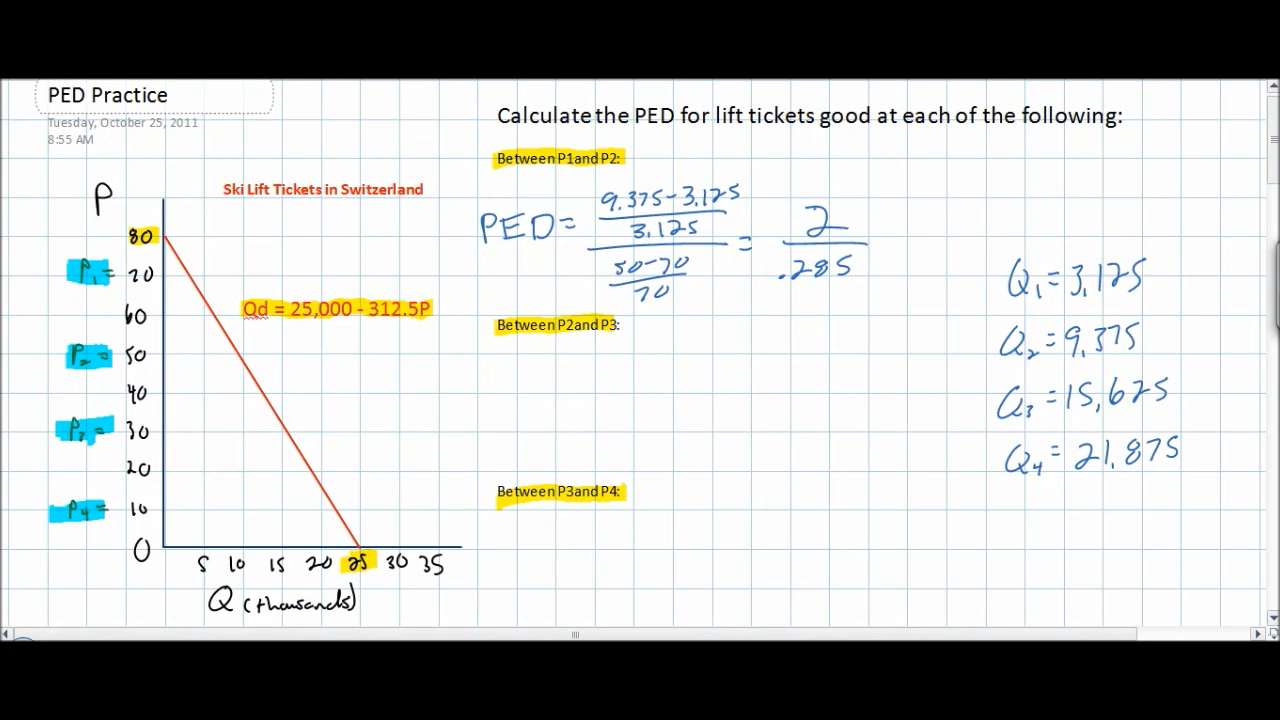 PED Practice
Tuesday, October 25, 2011
8:55 AM
Calculate the PED for lift tickets good at each of the following:
Between P1and P2:
PED = 9.375-3.125
3.125
50-70
70
= 2
.285
Between P2and P3:
Between P3and P4:
Q1 = 3,125
Q2 = 9,375
Q3 = 15,625
Q4 = 21,875
Ski Lift Tickets in Switzerland
P
80
P1 = 70
60
P2 = 50
40
P3 = 30
20
P4 = 10
0
Qd = 25,000 - 312.5P
5 10 15 20 25 30 35
Q (thousands)